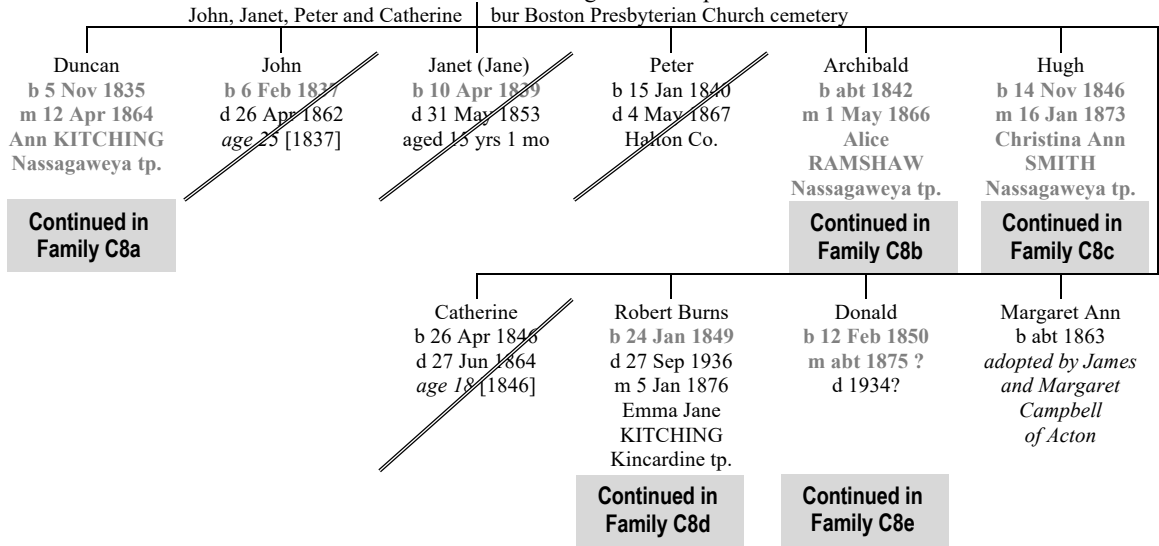 John, Janet, Peter and Catherine bur Boston Presbyterian Church cemetery
Duncan
b 5 Nov 1835
m 12 Apr 1864
Ann KITCHING
Nassagaweya tp.
Continued in
Family C8a
John
b 6 Feb 1837
d 26 Apr 1862
age 25 [1837]
Janet (Jane)
b 10 Apr 1839
d 31 May 1853
aged 15 yrs 1 mo
Peter
b 15 Jan 1840
d 4 May 1867
Halton Co.
Archibald
b abt 1842
m 1 May 1866
Alice
RAMSHAW
Nassagaweya tp.
Continued in
Family C8b
Hugh
b 14 Nov 1846
m 16 Jan 1873
Christina Ann
SMITH
Nassagaweya tp.
Continued in
Family C8c
Catherine
b 26 Apr 1846
d 27 Jun 1864
age 18 [1846]
Robert Burns
b 24 Jan 1849
d 27 Sep 1936
m 5 Jan 1876
Emma Jane
KITCHING
Kincardine tp.
Continued in
Family C8d
Donald
b 12 Feb 1850
m abt 1875 ?
d 1934?
Continued in
Family C8e
Margaret Ann
b abt 1863
adopted by James
and Margaret
Campbell
of Acton